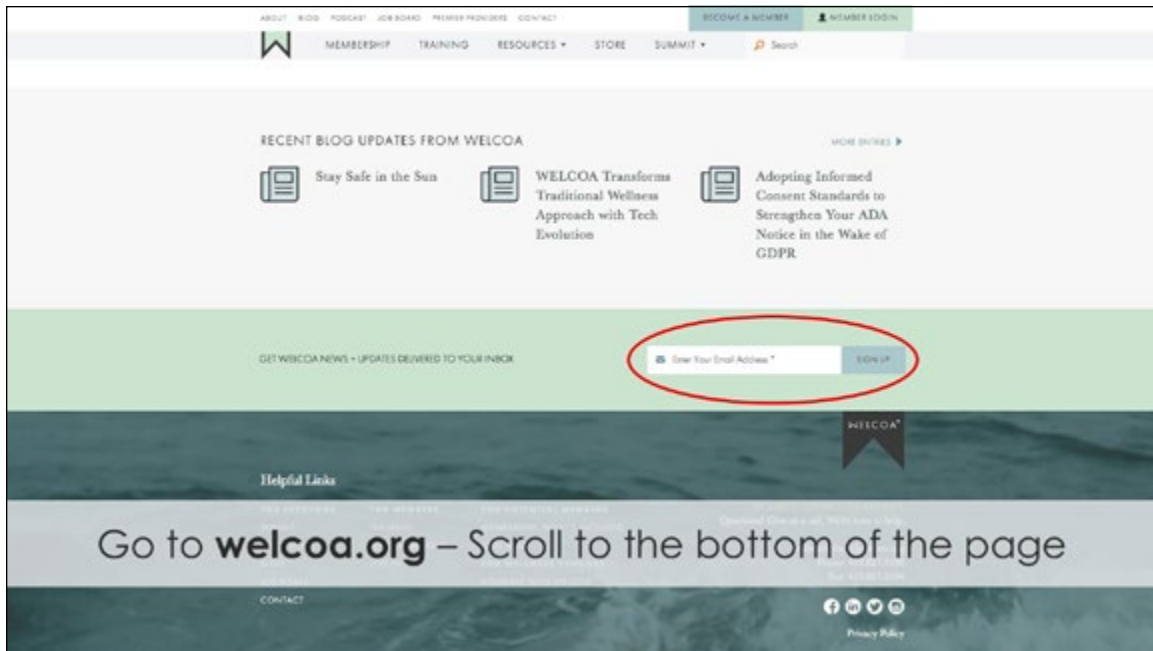 ABOUT BLOG PODCAST JOB BOARD PREMIER PROVIDERS CONTACT BECOME A MEMBER MEMBER LOGIN
W MEMBERSHIP TRAINING RESOURCES STORE SUMMIT Search
RECENT BLOG UPDATES FROM WELCOA MORE ENTRIES
Stay Safe in the Sun
WELCOA Transforms
Traditional Wellness
Approach with Tech
Evolution
Adopting Informed
Consent Standards to
Strengthen Your ADA
Notice in the Wake of
GDPR
GET WELCOA NEWS + UPDATES DELIVERED TO YOUR INBOX Enter Your Email Address * SIGN UP
WELCOA®
Helpful Links
Go to welcoa.org – Scroll to the bottom of the page
CONTACT
Privacy Policy